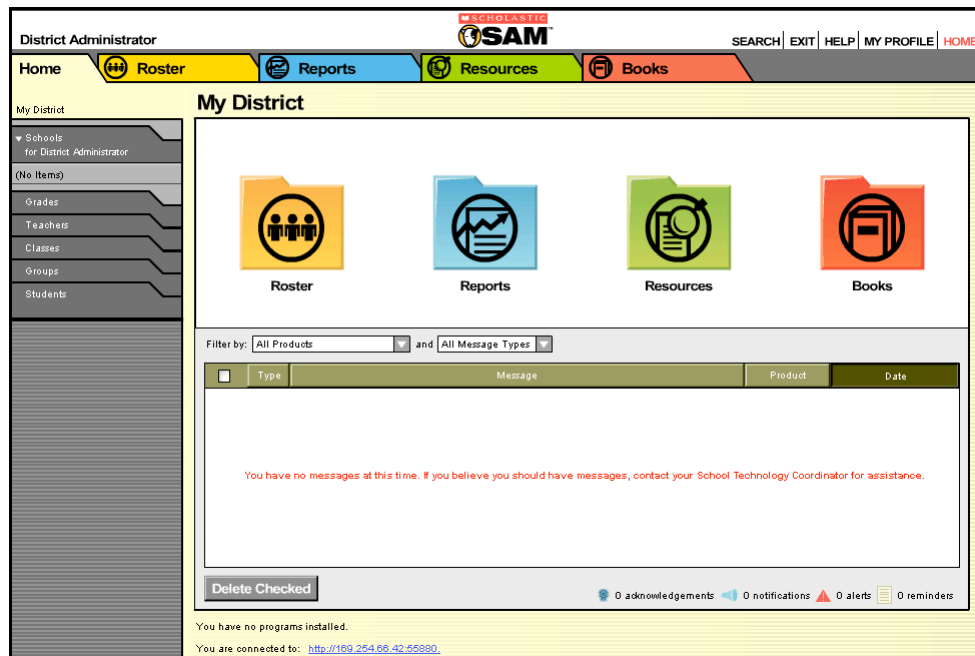 SCHOLASTIC
District Administrator
SAM
SEARCH EXIT HELP MY PROFILE HOME
Home Roster Reports Resources Books
My District
My District
Schools
for District Administrator
(No Items)
Grades
Teachers
Classes
Groups
Students
Roster Reports Resources Books
Filter by: All Products and All Message Types
Type Message Product Date
You have no messages at this time. If you believe you should have messages, contact your School Technology Coordinator for assistance.
Delete Checked
0 acknowledgements 0 notifications 0 alerts 0 reminders
You have no programs installed.
You are connected to: http://169.254.66.42:55880.